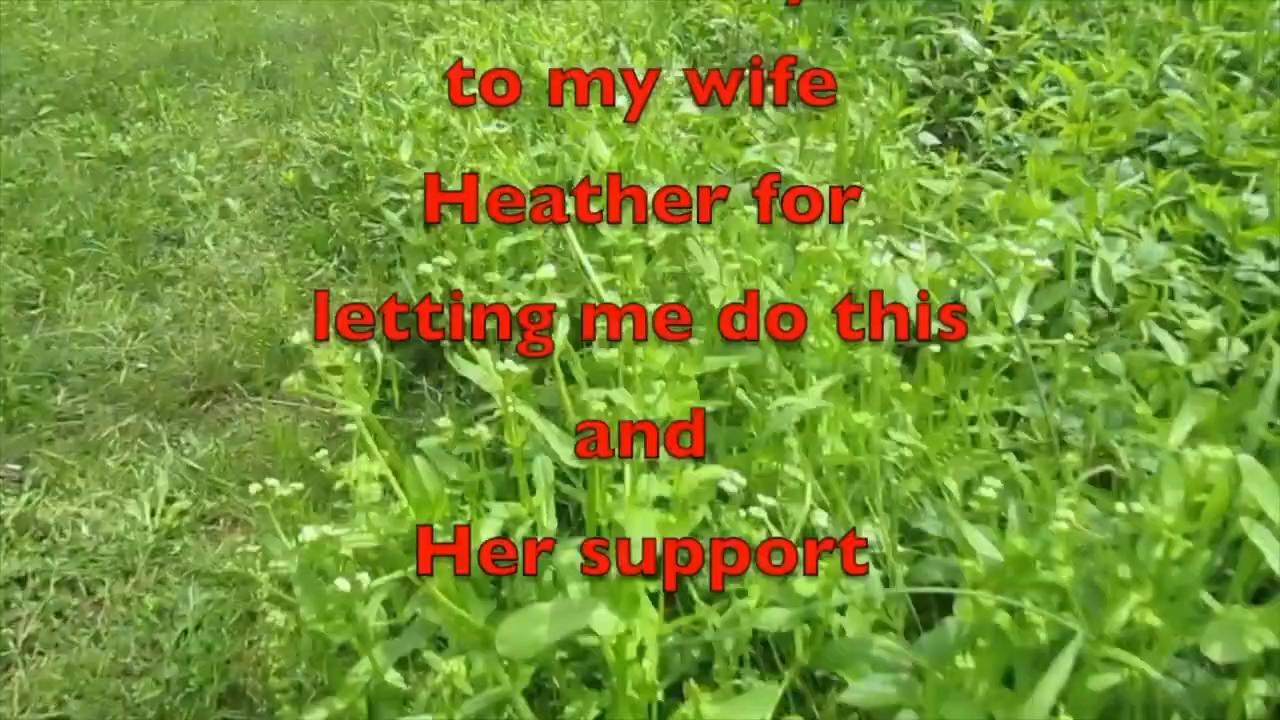 to my wife
Heather for
letting me do this
and
Her support